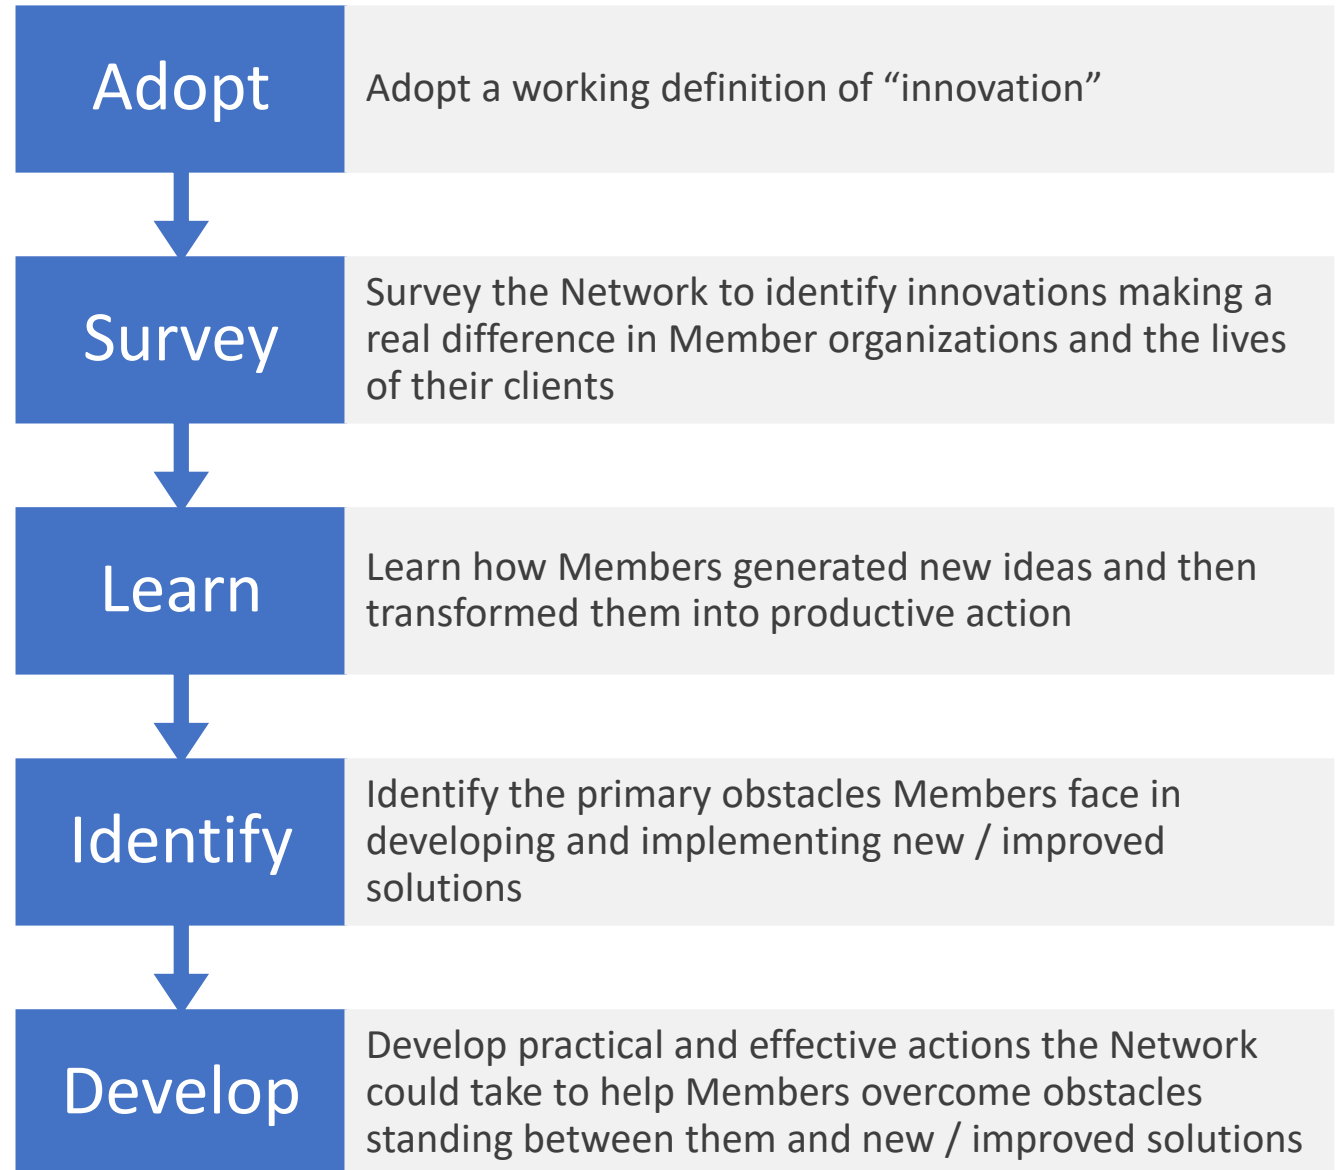 Adopt
Adopt a working definition of “innovation”
Survey
Survey the Network to identify innovations making a
real difference in Member organizations and the lives
of their clients
Learn
Learn how Members generated new ideas and then
transformed them into productive action
Identify
Identify the primary obstacles Members face in
developing and implementing new / improved
solutions
Develop
Develop practical and effective actions the Network
could take to help Members overcome obstacles
standing between them and new / improved solutions